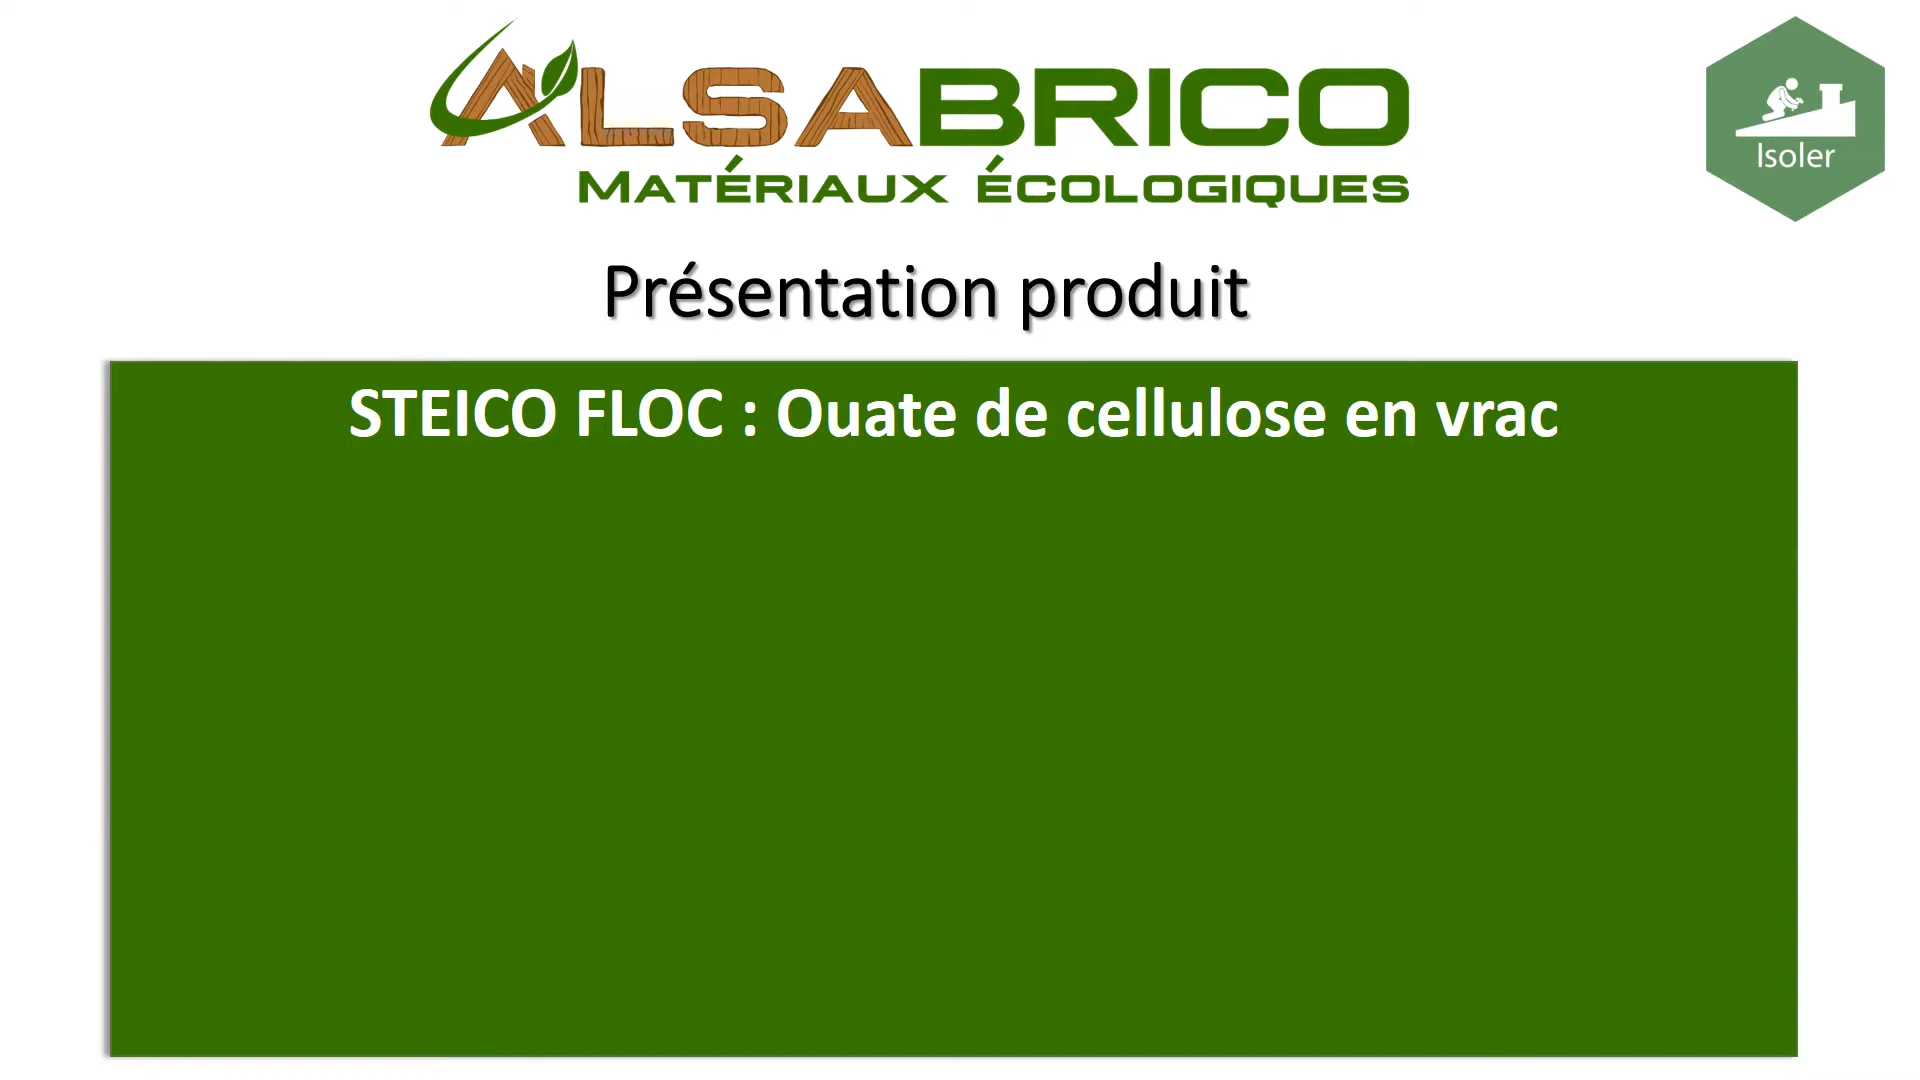 ALSABRICO
MATÉRIAUX ÉCOLOGIQUES
Isoler
Présentation produit
STEICO FLOC : Ouate de cellulose en vrac